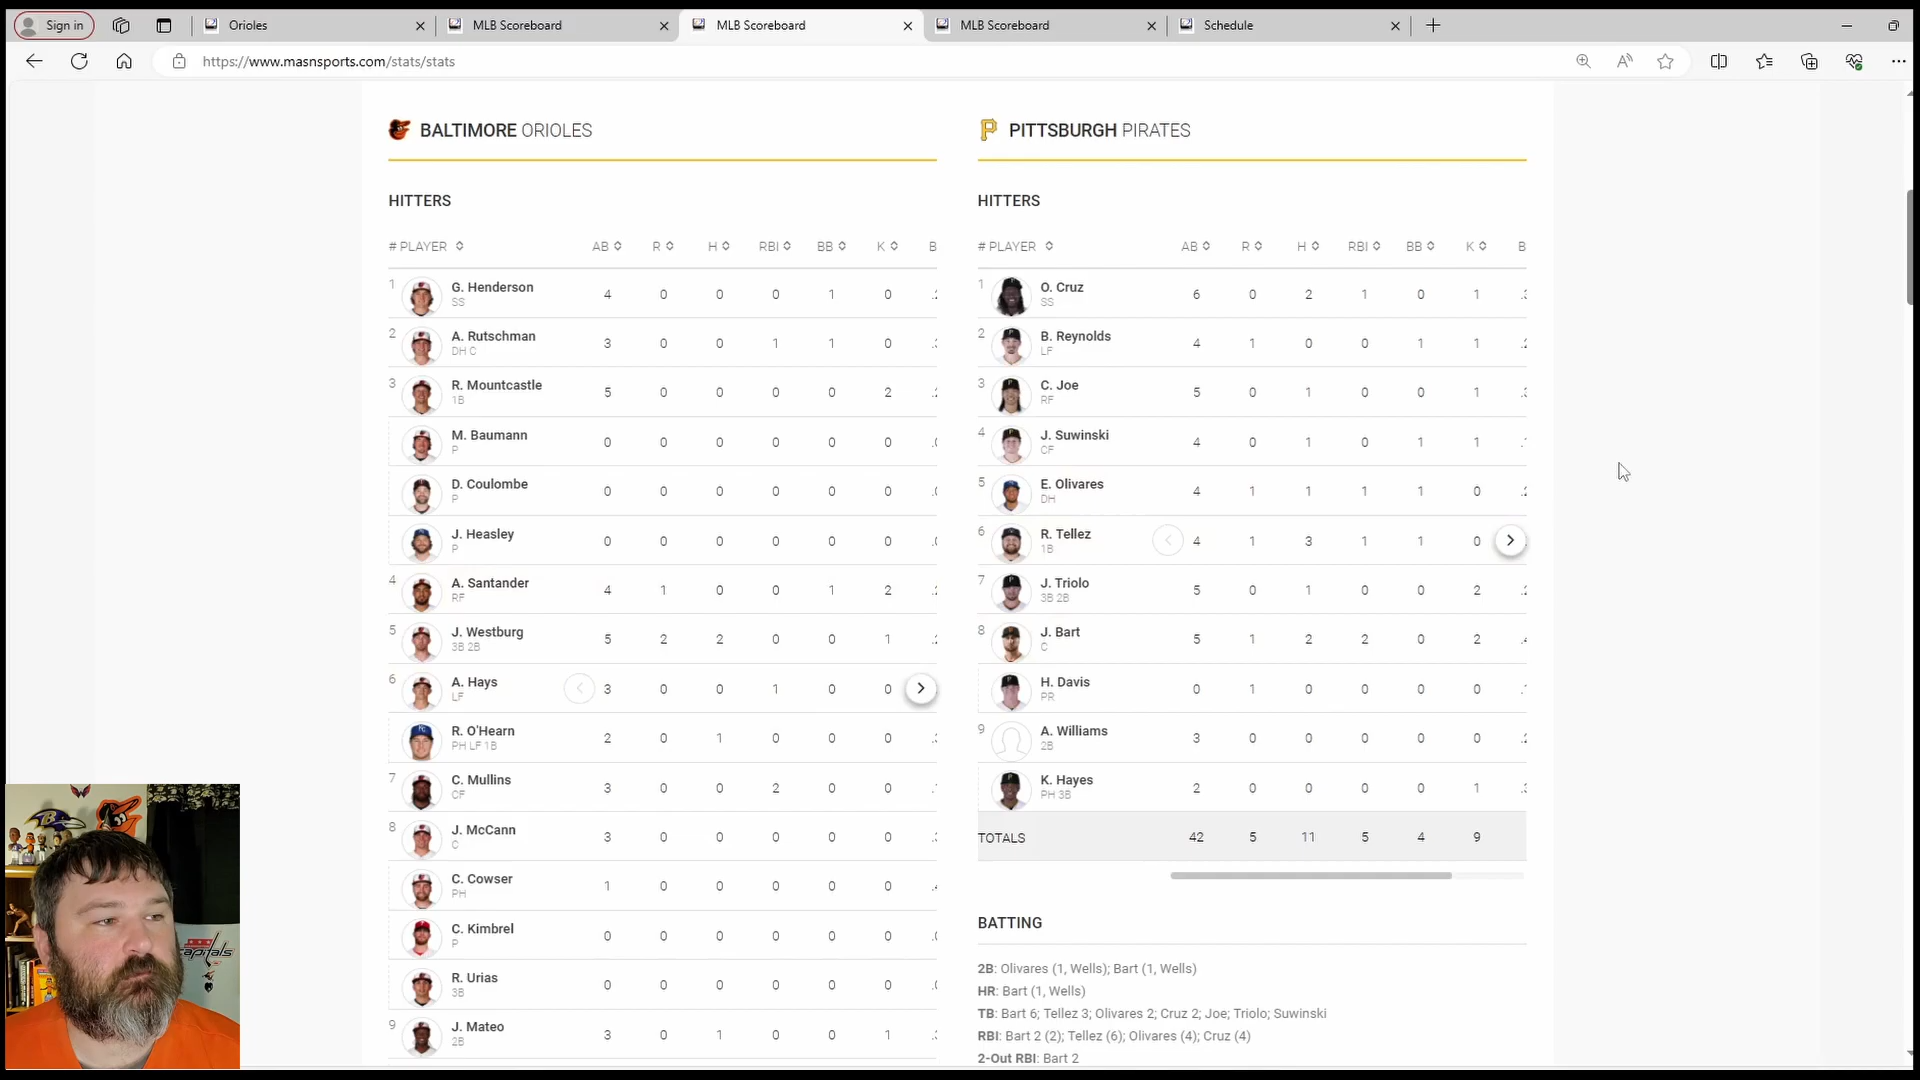 Sign in
Orioles
MLB Scoreboard
MLB Scoreboard
MLB Scoreboard
Schedule
https://www.masnsports.com/stats/stats
BALTIMORE ORIOLES
HITTERS
# PLAYER AB R H RBI BB K B
1 G. Henderson 4 0 0 0 1 0
SS
2 A. Rutschman 3 0 0 1 1 0
DH C
3 R. Mountcastle 5 0 0 0 0 2
1B
M. Baumann 0 0 0 0 0 0
P
D. Coulombe 0 0 0 0 0 0
P
J. Heasley 0 0 0 0 0 0
P
4 A. Santander 4 1 0 0 1 2
RF
5 J. Westburg 5 2 2 0 0 1
3B 2B
6 A. Hays 3 0 0 1 0 0
LF
R. O'Hearn 2 0 1 0 0 0
PH LF 1B
7 C. Mullins 3 0 0 2 0 0
CF
8 J. McCann 3 0 0 0 0 0
C
C. Cowser 1 0 0 0 0 0
PH
C. Kimbrel 0 0 0 0 0 0
P
R. Urias 0 0 0 0 0 0
3B
9 J. Mateo 3 0 1 0 0 1
2B
PITTSBURGH PIRATES
HITTERS
# PLAYER AB R H RBI BB K B
1 O. Cruz 6 0 2 1 0 1
SS
2 B. Reynolds 4 1 0 0 1 1
LF
3 C. Joe 5 0 1 0 0 1
RF
4 J. Suwinski 4 0 1 0 1 1
CF
5 E. Olivares 4 1 1 1 1 0
DH
6 R. Tellez 4 1 3 1 1 0
1B
7 J. Triolo 5 0 1 0 0 2
3B 2B
8 J. Bart 5 1 2 2 0 2
C
H. Davis 0 1 0 0 0 0
PR
9 A. Williams 3 0 0 0 0 0
2B
K. Hayes 2 0 0 0 0 1
PH 3B
TOTALS 42 5 11 5 4 9
BATTING
2B: Olivares (1, Wells); Bart (1, Wells)
HR: Bart (1, Wells)
TB: Bart 6; Tellez 3; Olivares 2; Cruz 2; Joe; Triolo; Suwinski
RBI: Bart 2 (2); Tellez (6); Olivares (4); Cruz (4)
2-Out RBI: Bart 2
capitals